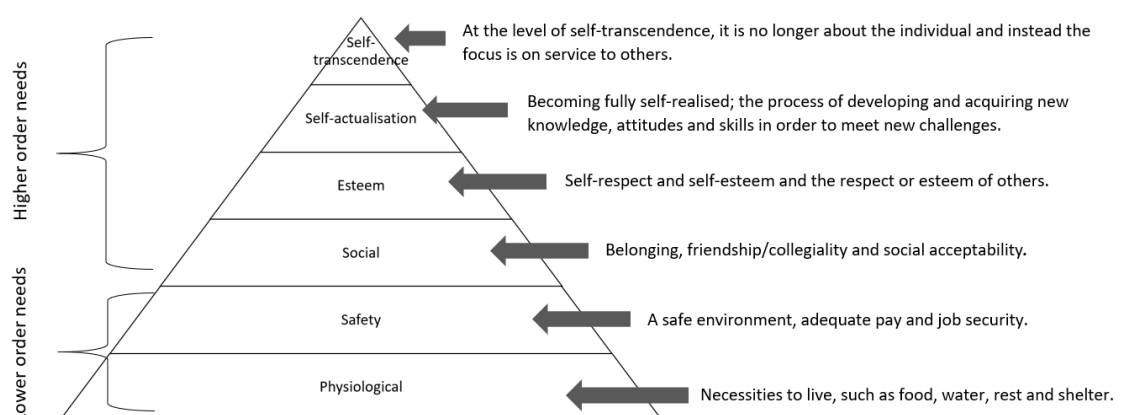 Self-
transcendence
At the level of self-transcendence, it is no longer about the individual and instead the
focus is on service to others.
Higher order needs
Self-actualisation
Becoming fully self-realised; the process of developing and acquiring new
knowledge, attitudes and skills in order to meet new challenges.
Esteem
Self-respect and self-esteem and the respect or esteem of others.
Social
Belonging, friendship/collegiality and social acceptability.
Lower order needs
Safety
A safe environment, adequate pay and job security.
Physiological
Necessities to live, such as food, water, rest and shelter.